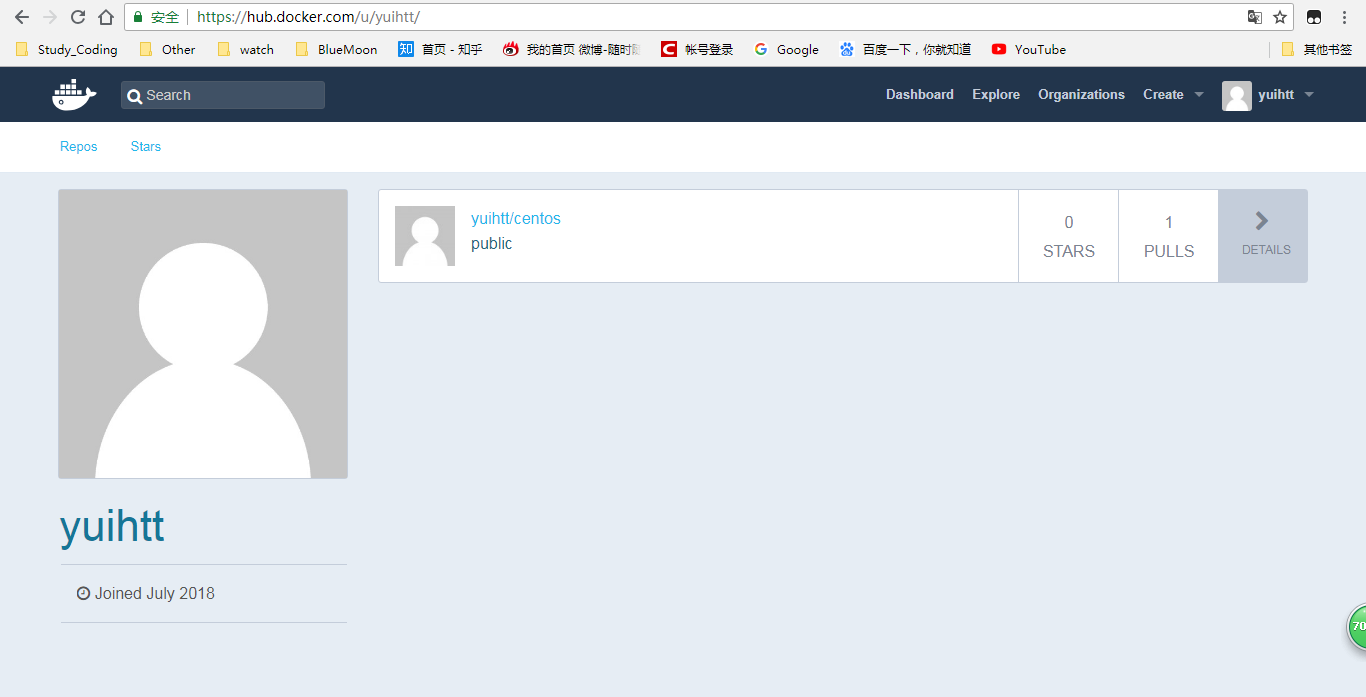 安全 https://hub.docker.com/u/yuihtt/
Study_Coding Other watch BlueMoon 知 首页 - 知乎 我的首页 微博-随时随 C 帐号登录 G Google 百度一下，你就知道 YouTube 其他书签
Search Dashboard Explore Organizations Create yuihtt
Repos Stars
yuihtt/centos
public
0
STARS
1
PULLS
DETAILS
yuihtt
Joined July 2018
70